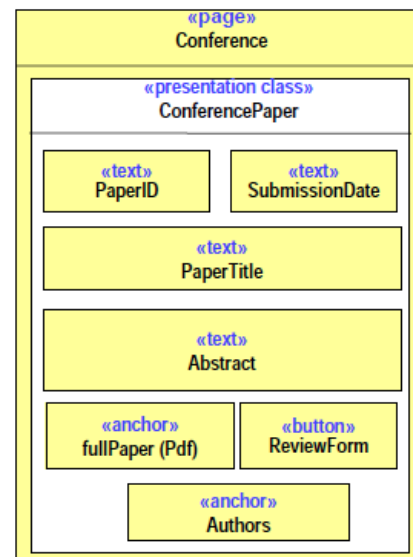 «page»
Conference
«presentation class»
ConferencePaper
«text»
PaperID
«text»
SubmissionDate
«text»
PaperTitle
«text»
Abstract
«anchor»
fullPaper (Pdf)
«button»
ReviewForm
«anchor»
Authors